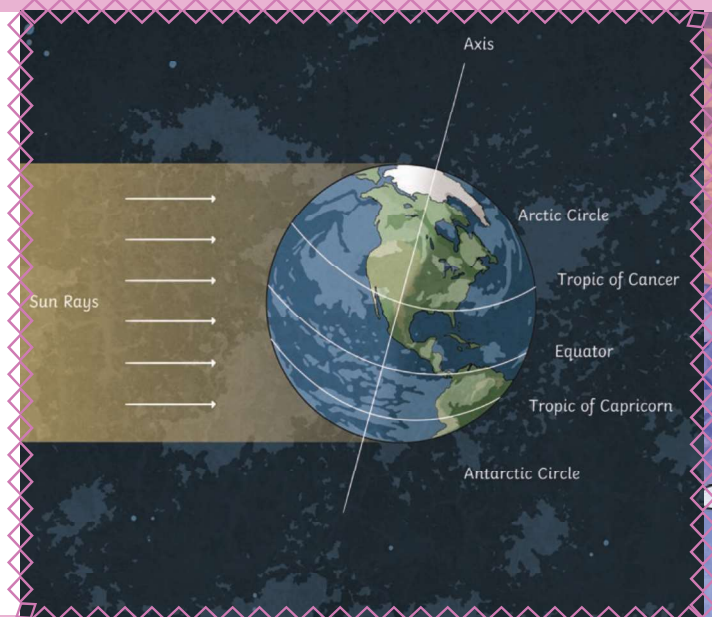 Axis
Arctic Circle
Tropic of Cancer
Sun Rays
Equator
Tropic of Capricorn
Antarctic Circle